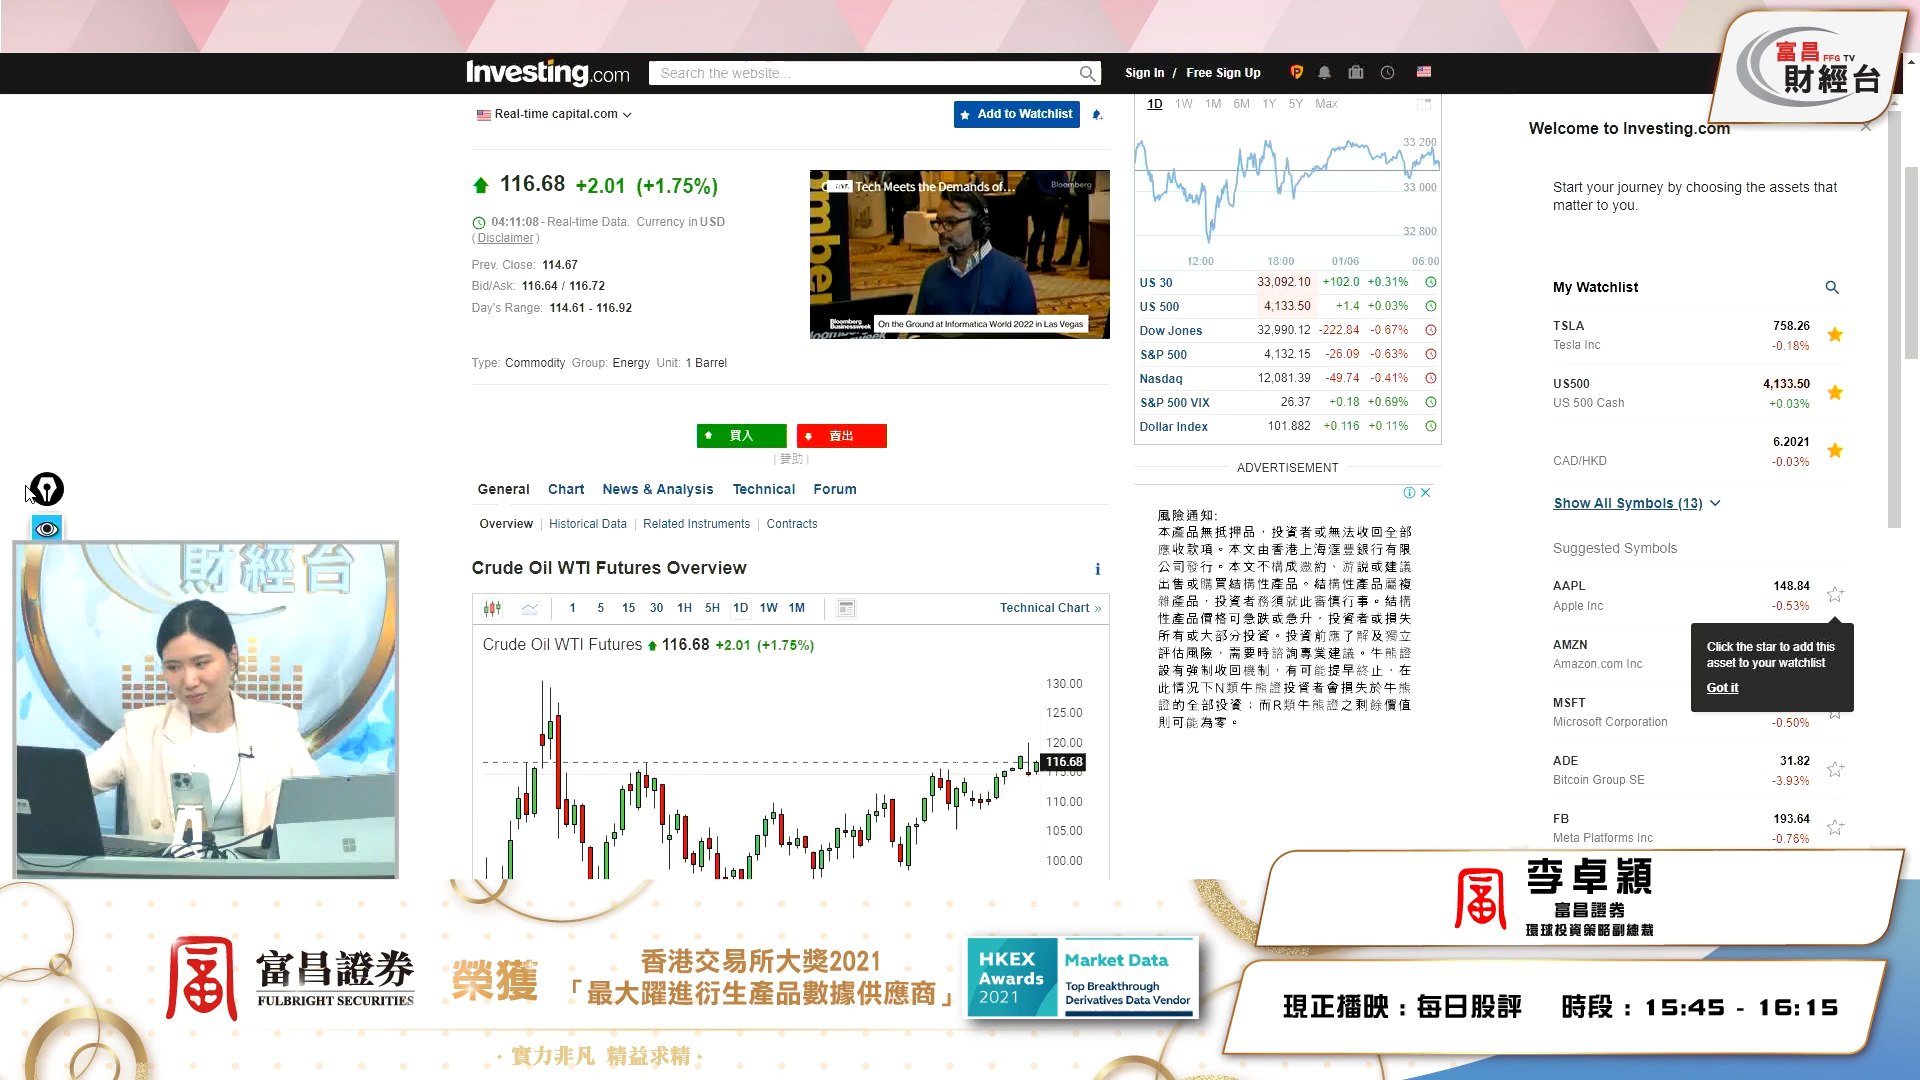 Investing.com
Search the website...
Sign In / Free Sign Up
富昌 FFG TV
財經台
Real-time capital.com
Add to Watchlist
116.68 +2.01 (+1.75%)
04:11:08 - Real-time Data. Currency in USD
( Disclaimer )
Prev. Close: 114.67
Bid/Ask: 116.64 / 116.72
Day's Range: 114.61 - 116.92
Type: Commodity Group: Energy Unit: 1 Barrel
Tech Meets the Demands of...
Bloomberg
Bloomberg
Businessweek
On the Ground at Informatica World 2022 in Las Vegas
買入
賣出
| 贊助 |
General Chart News & Analysis Technical Forum
Overview Historical Data Related Instruments Contracts
Crude Oil WTI Futures Overview
1 5 15 30 1H 5H 1D 1W 1M
Technical Chart »
Crude Oil WTI Futures 116.68 +2.01 (+1.75%)
130.00
125.00
120.00
116.68
115.00
110.00
105.00
100.00
1D 1W 1M 6M 1Y 5Y Max
33 200
33 000
32 800
12:00 18:00 01/06 06:00
US 30 33,092.10 +102.0 +0.31%
US 500 4,133.50 +1.4 +0.03%
Dow Jones 32,990.12 -222.84 -0.67%
S&P 500 4,132.15 -26.09 -0.63%
Nasdaq 12,081.39 -49.74 -0.41%
S&P 500 VIX 26.37 +0.18 +0.69%
Dollar Index 101.882 +0.116 +0.11%
ADVERTISEMENT
風險通知:
本產品無抵押品，投資者或無法收回全部
應收款項。本文由香港上海滙豐銀行有限
公司發行。本文不構成邀約、游説或建議
出售或購買結構性產品。結構性產品屬複
雜產品，投資者務須就此審慎行事。結構
性產品價格可急跌或急升，投資者或損失
所有或大部分投資。投資前應了解及獨立
評估風險，需要時諮詢專業建議。牛熊證
設有強制收回機制，有可能提早終止，在
此情況下N類牛熊證投資者會損失於牛熊
證的全部投資；而R類牛熊證之剩餘價值
則可能為零。
Welcome to Investing.com
Start your journey by choosing the assets that
matter to you.
My Watchlist
TSLA 758.26
Tesla Inc -0.18%
US500 4,133.50
US 500 Cash +0.03%
6.2021
CAD/HKD -0.03%
Show All Symbols (13)
Suggested Symbols
AAPL 148.84
Apple Inc -0.53%
Click the star to add this
asset to your watchlist
Got it
AMZN
Amazon.com Inc
MSFT
Microsoft Corporation -0.50%
ADE 31.82
Bitcoin Group SE -3.93%
FB 193.64
Meta Platforms Inc -0.76%
財經台
李卓穎
富昌證券
環球投資策略副總裁
富昌證券
FULBRIGHT SECURITIES
榮獲
香港交易所大獎2021
「最大躍進衍生產品數據供應商」
HKEX
Awards
2021
Market Data
Top Breakthrough
Derivatives Data Vendor
· 實力非凡 精益求精 ·
現正播映：每日股評 時段：15:45 - 16:15